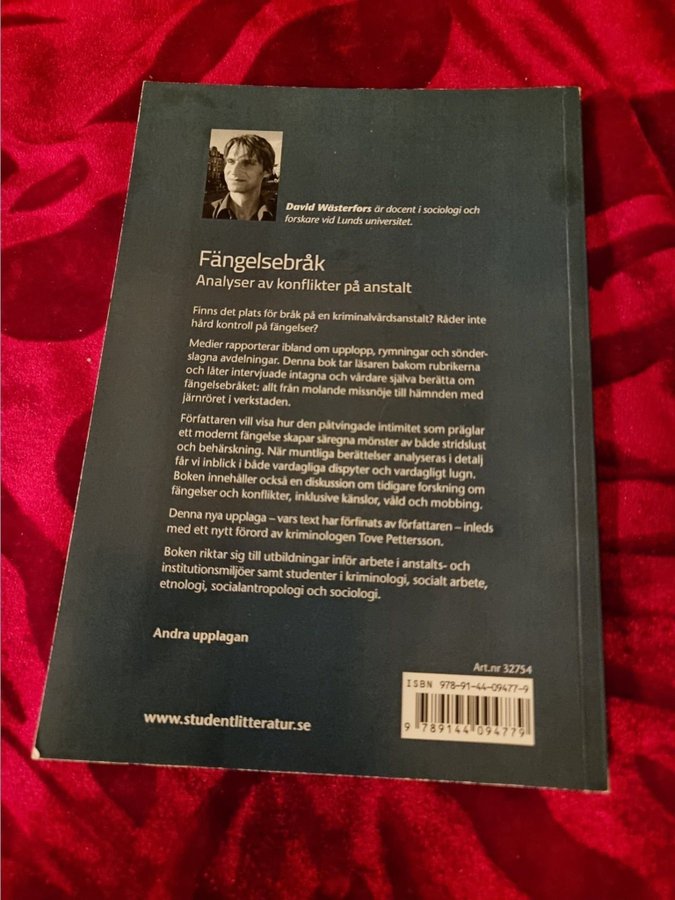 David Wästerfors är docent i sociologi och
forskare vid Lunds universitet.
Fängelsebråk
Analyser av konflikter på anstalt
Finns det plats för bråk på en kriminalvårdsanstalt? Råder inte
hård kontroll på fängelser?
Medier rapporterar ibland om upplopp, rymningar och sönder-
slagna avdelningar. Denna bok tar läsaren bakom rubrikerna
och låter intervjuade intagna och vårdare själva berätta om
fängelsebråket: allt från molande missnöje till hämnden med
järnröret i verkstaden.
Författaren vill visa hur den påtvingade intimitet som präglar
ett modernt fängelse skapar säregna mönster av både stridslust
och behärskning. När muntliga berättelser analyseras i detalj
får vi inblick i både vardagliga dispyter och vardagligt lugn.
Boken innehåller också en diskussion om tidigare forskning om
fängelser och konflikter, inklusive känslor, våld och mobbing.
Denna nya upplaga – vars text har förfinats av författaren – inleds
med ett nytt förord av kriminologen Tove Pettersson.
Boken riktar sig till utbildningar inför arbete i anstalts- och
institutionsmiljöer samt studenter i kriminologi, socialt arbete,
etnologi, socialantropologi och sociologi.
Andra upplagan
Art.nr 32754
ISBN 978-91-44-09477-9
www.studentlitteratur.se
9 789144 094779